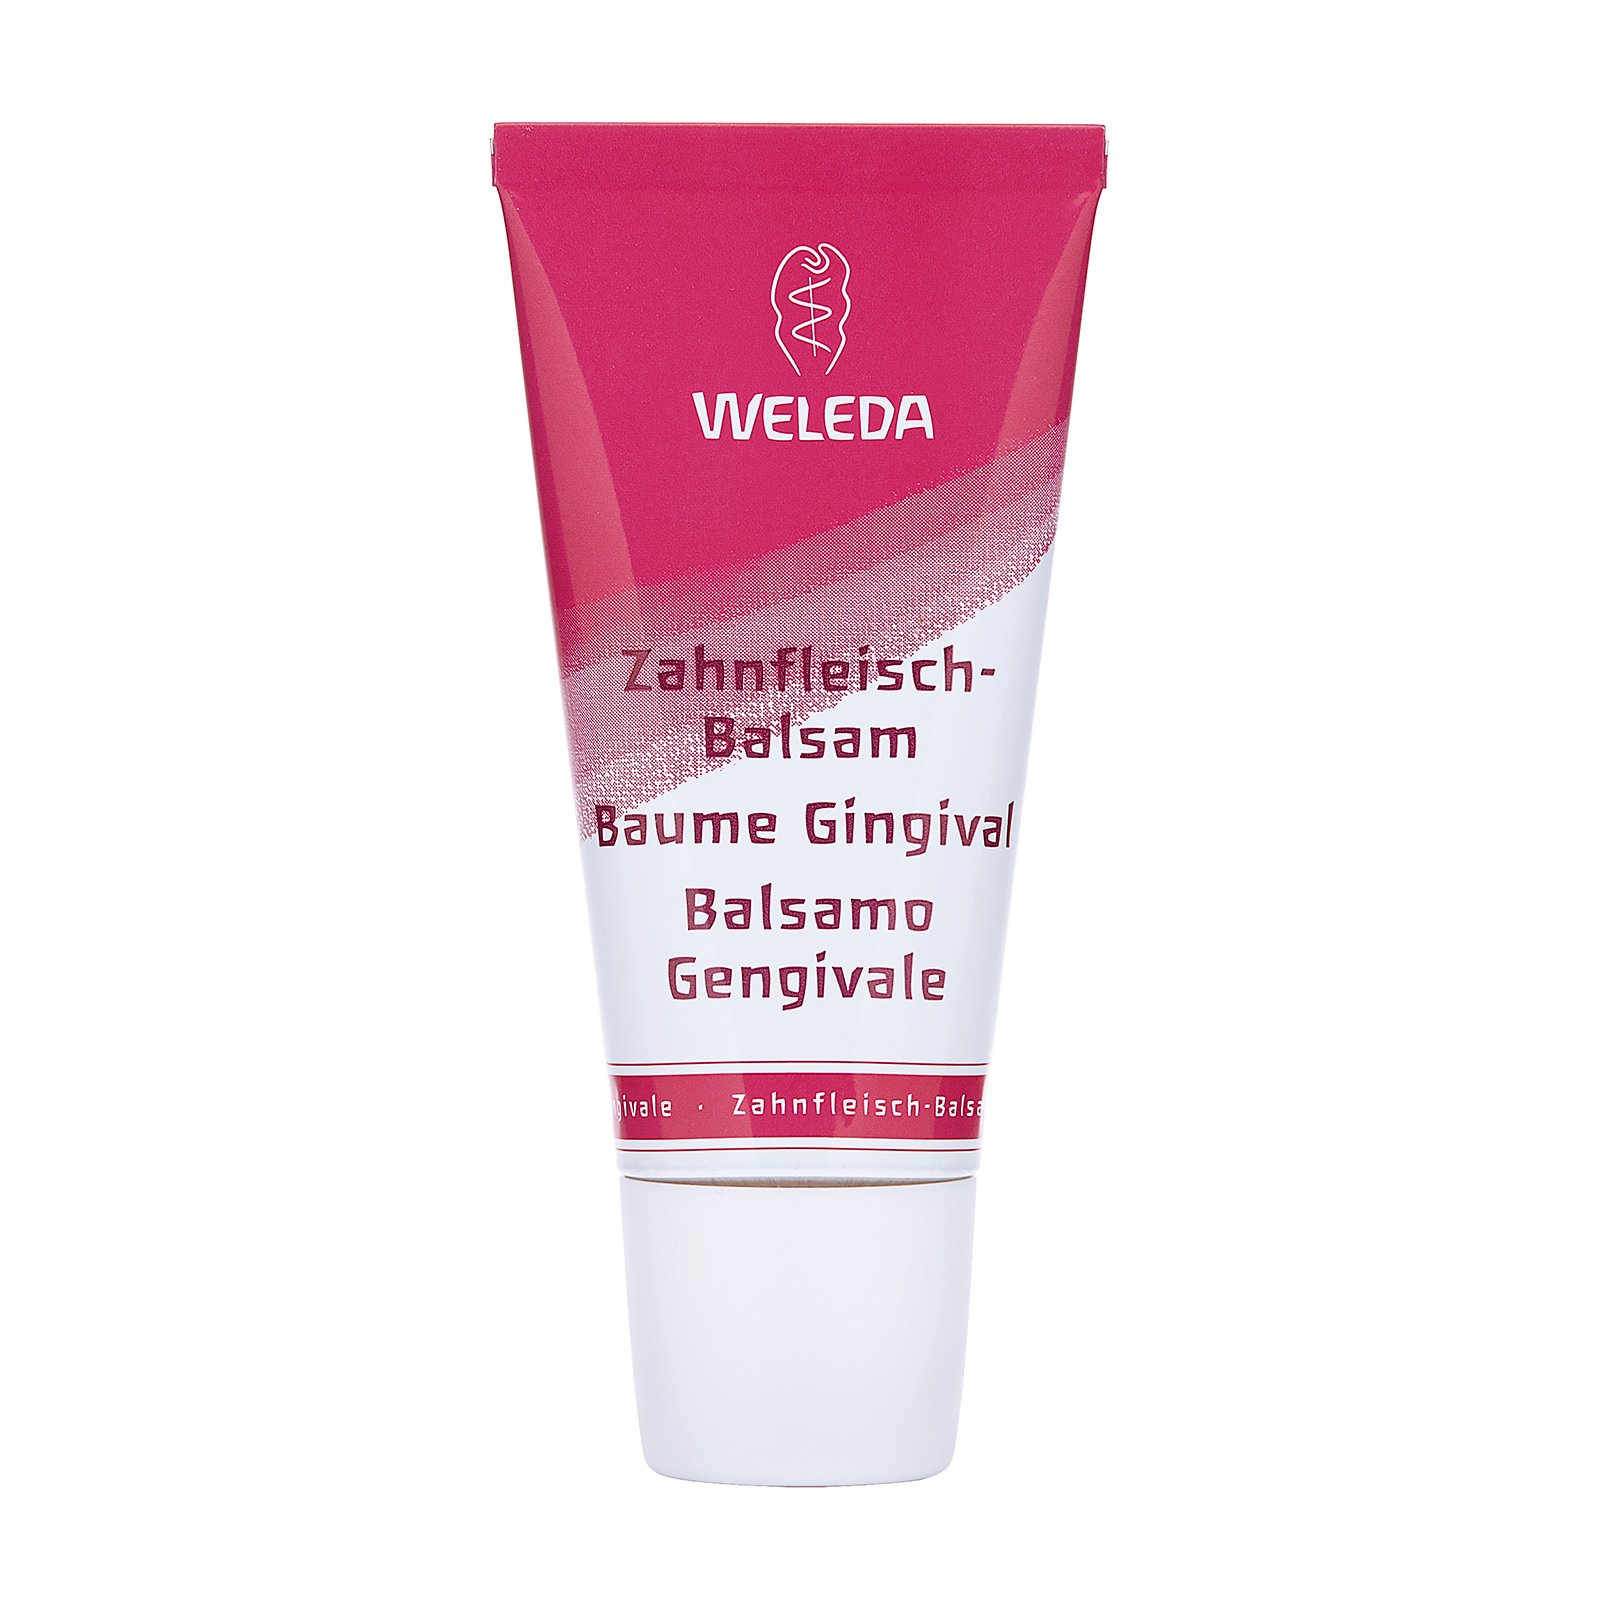 WELEDA
Zahnfleisch-
Balsam
Baume Gingival
Balsamo
Gengivale
· Zahnfleisch-Balsa